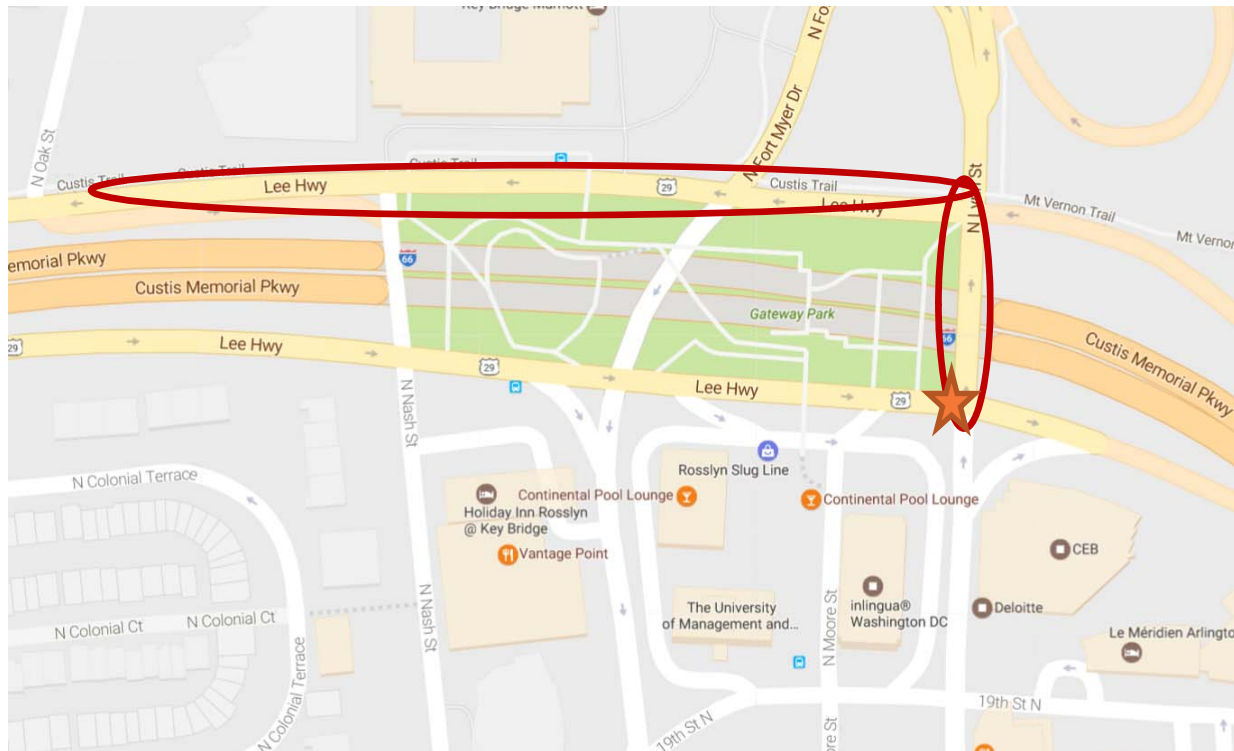 Key Bridge Marriott
N Oak St
N Fort Myer Dr
Custis Trail
Custis Trail
Custis Trail
Lee Hwy
29
Custis Trail
Lee Hwy
N Lynn St
Mt Vernon Trail
Mt Vernon
emorial Pkwy
66
Custis Memorial Pkwy
Gateway Park
66
Custis Memorial Pkwy
29
Lee Hwy
29
Lee Hwy
29
N Nash St
Rosslyn Slug Line
N Colonial Terrace
Continental Pool Lounge
Continental Pool Lounge
Holiday Inn Rosslyn
@ Key Bridge
Vantage Point
CEB
N Nash St
The University
of Management and...
N Moore St
inlingua®
Washington DC
Deloitte
N Colonial Ct
N Colonial Ct
Le Méridien Arlingto
N Colonial Terrace
19th St N
19th St N
re St